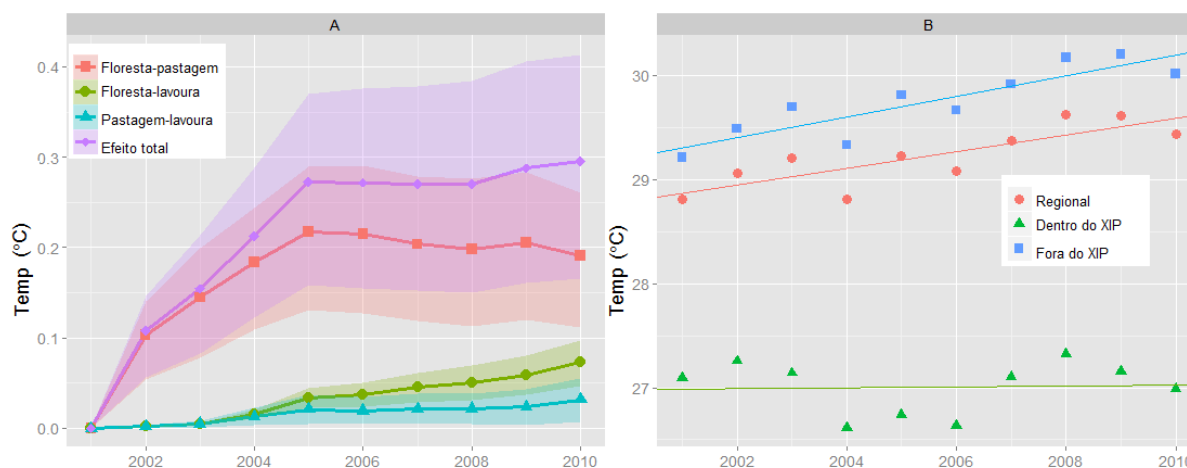 A
0.4
0.3
0.2
0.1
0.0
Temp (°C)
Floresta-pastagem
Floresta-lavoura
Pastagem-lavoura
Efeito total
2002
2004
2006
2008
2010
B
30
29
28
27
Temp (°C)
Regional
Dentro do XIP
Fora do XIP
2002
2004
2006
2008
2010